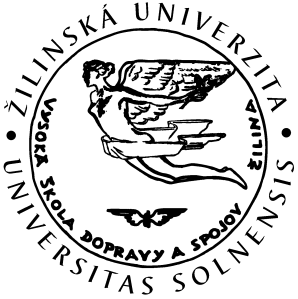 ŽILINSKÁ UNIVERZITA
UNIVERSITAS SOLNENSIS
VYSOKÁ ŠKOLA DOPRAVY A SPOJOV ŽILINA